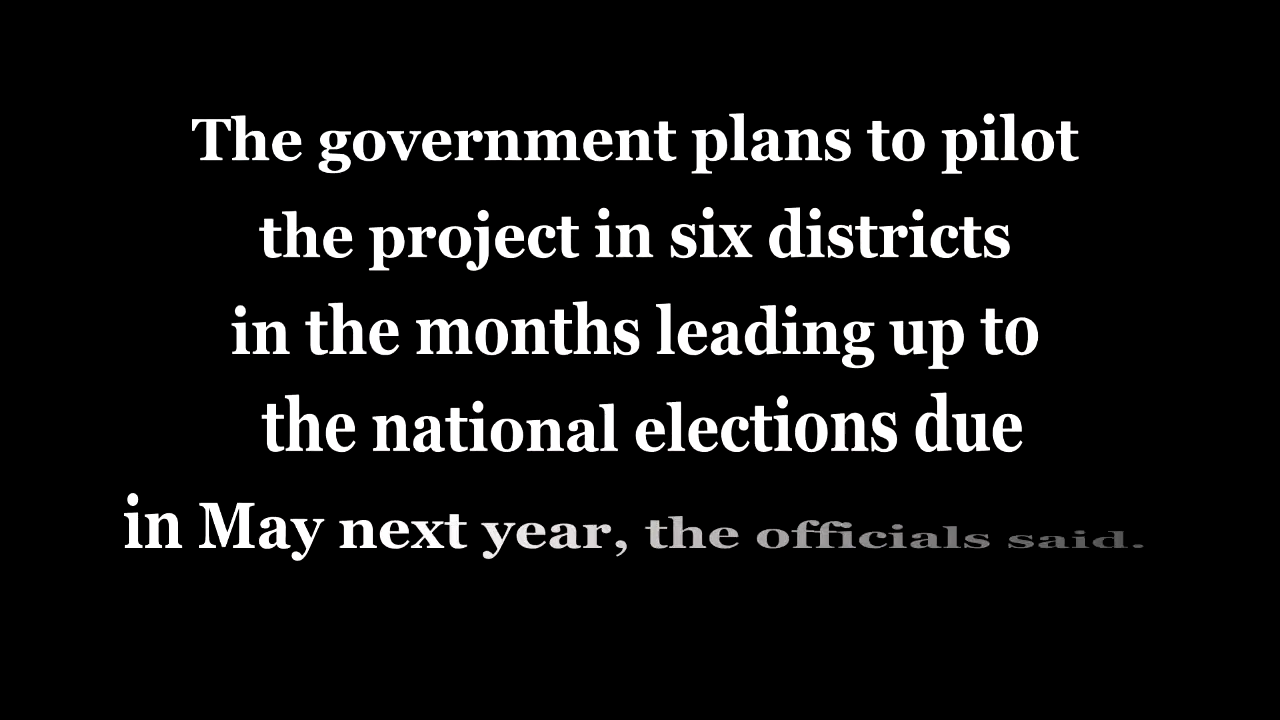 The government plans to pilot
the project in six districts
in the months leading up to
the national elections due
in May next year, the officials said.